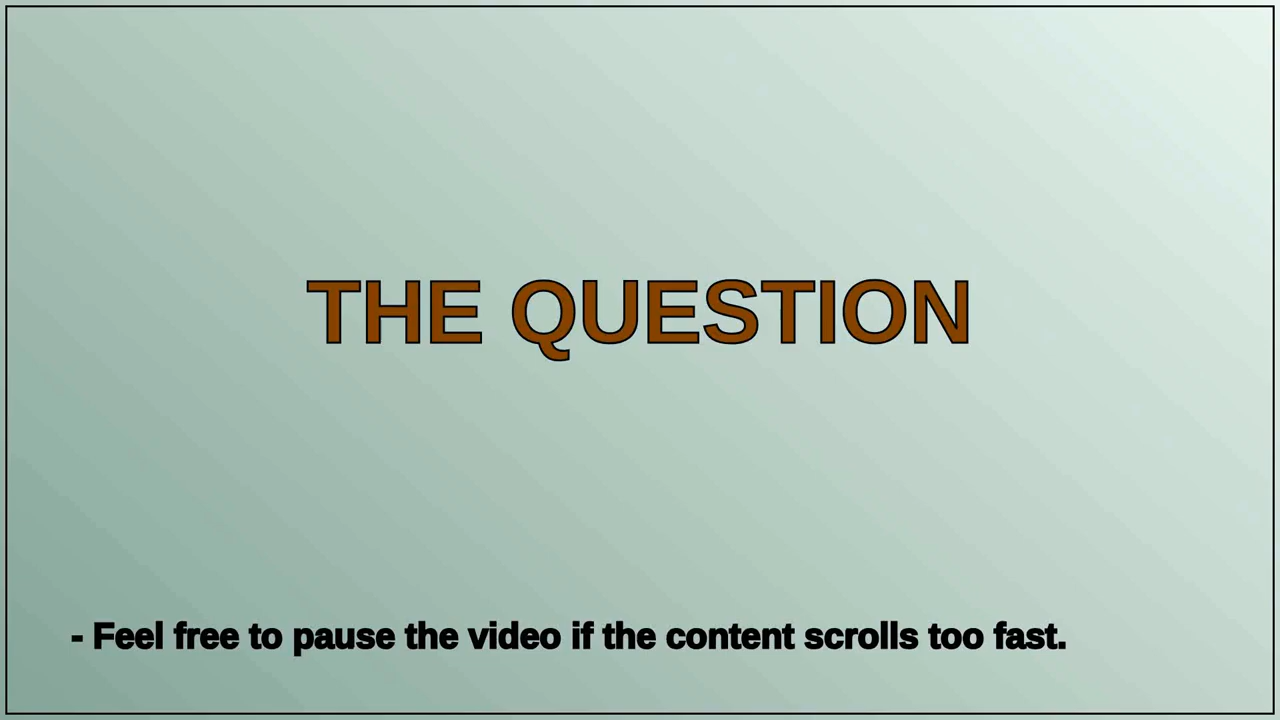 THE QUESTION
- Feel free to pause the video if the content scrolls too fast.